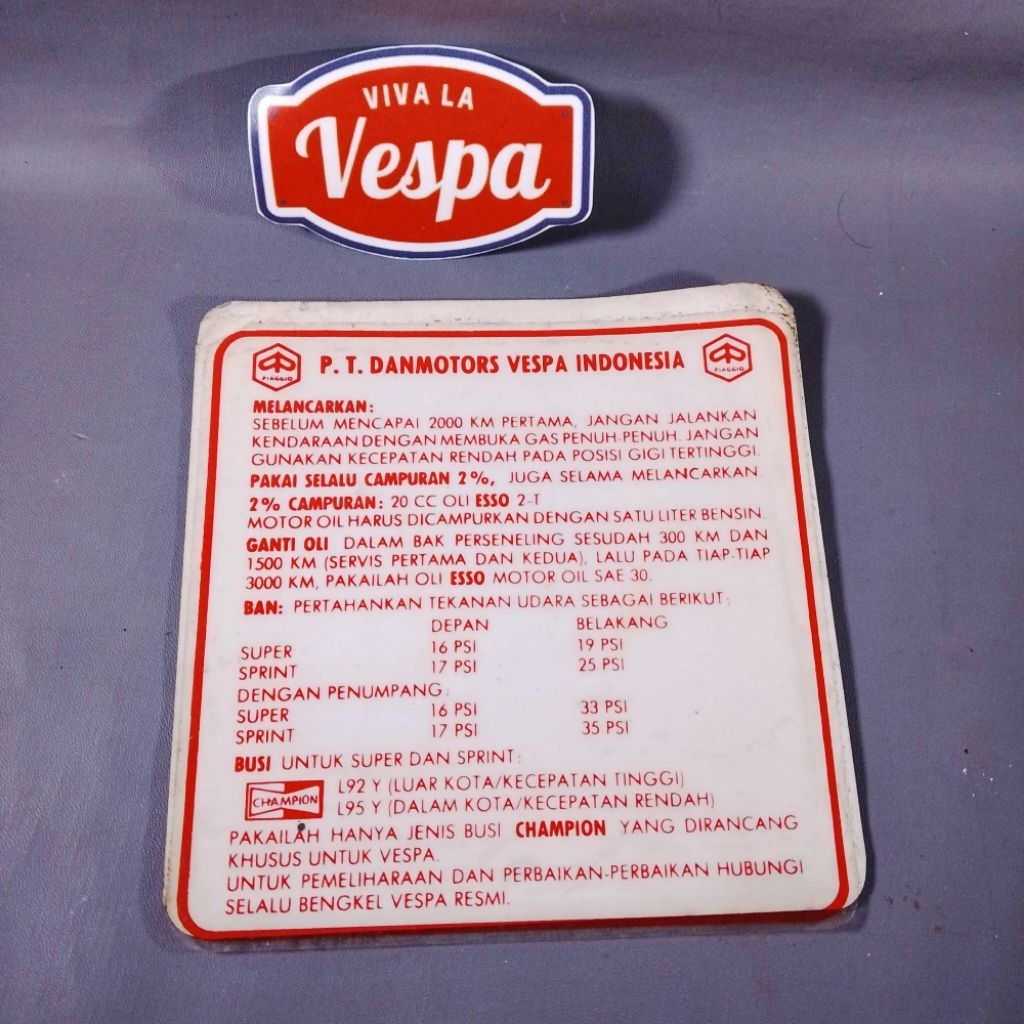 VIVA LA
Vespa
PIAGGIO
P. T. DANMOTORS VESPA INDONESIA
PIAGGIO
MELANCARKAN:
SEBELUM MENCAPAI 2000 KM PERTAMA, JANGAN JALANKAN
KENDARAAN DENGAN MEMBUKA GAS PENUH-PENUH. JANGAN
GUNAKAN KECEPATAN RENDAH PADA POSISI GIGI TERTINGGI.
PAKAI SELALU CAMPURAN 2%, JUGA SELAMA MELANCARKAN
2% CAMPURAN: 20 CC OLI ESSO 2-T
MOTOR OIL HARUS DICAMPURKAN DENGAN SATU LITER BENSIN.
GANTI OLI DALAM BAK PERSENELING SESUDAH 300 KM DAN
1500 KM (SERVIS PERTAMA DAN KEDUA), LALU PADA TIAP-TIAP
3000 KM, PAKAILAH OLI ESSO MOTOR OIL SAE 30.
BAN: PERTAHANKAN TEKANAN UDARA SEBAGAI BERIKUT:
DEPAN BELAKANG
SUPER 16 PSI 19 PSI
SPRINT 17 PSI 25 PSI
DENGAN PENUMPANG:
SUPER 16 PSI 33 PSI
SPRINT 17 PSI 35 PSI
BUSI UNTUK SUPER DAN SPRINT:
L92 Y (LUAR KOTA/KECEPATAN TINGGI)
CHAMPION
L95 Y (DALAM KOTA/KECEPATAN RENDAH)
PAKAILAH HANYA JENIS BUSI CHAMPION YANG DIRANCANG
KHUSUS UNTUK VESPA.
UNTUK PEMELIHARAAN DAN PERBAIKAN-PERBAIKAN HUBUNGI
SELALU BENGKEL VESPA RESMI.